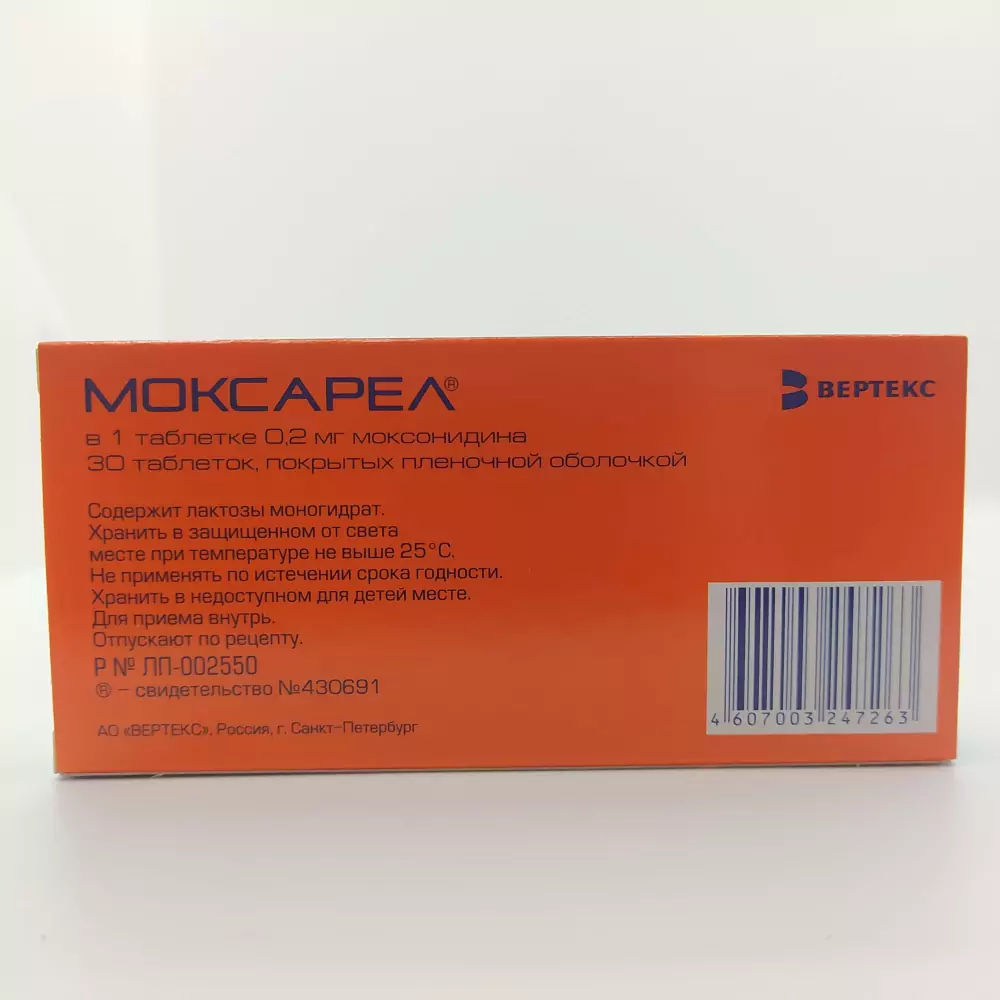 МОКСАРЕЛ®
ВЕРТЕКС
в 1 таблетке 0,2 мг моксонидина
30 таблеток, покрытых пленочной оболочкой
Содержит лактозы моногидрат.
Хранить в защищенном от света
месте при температуре не выше 25°С.
Не применять по истечении срока годности.
Хранить в недоступном для детей месте.
Для приема внутрь.
Отпускают по рецепту.
Р № ЛП-002550
® – свидетельство №430691
АО «ВЕРТЕКС», Россия, г. Санкт-Петербург
4 607003 247263